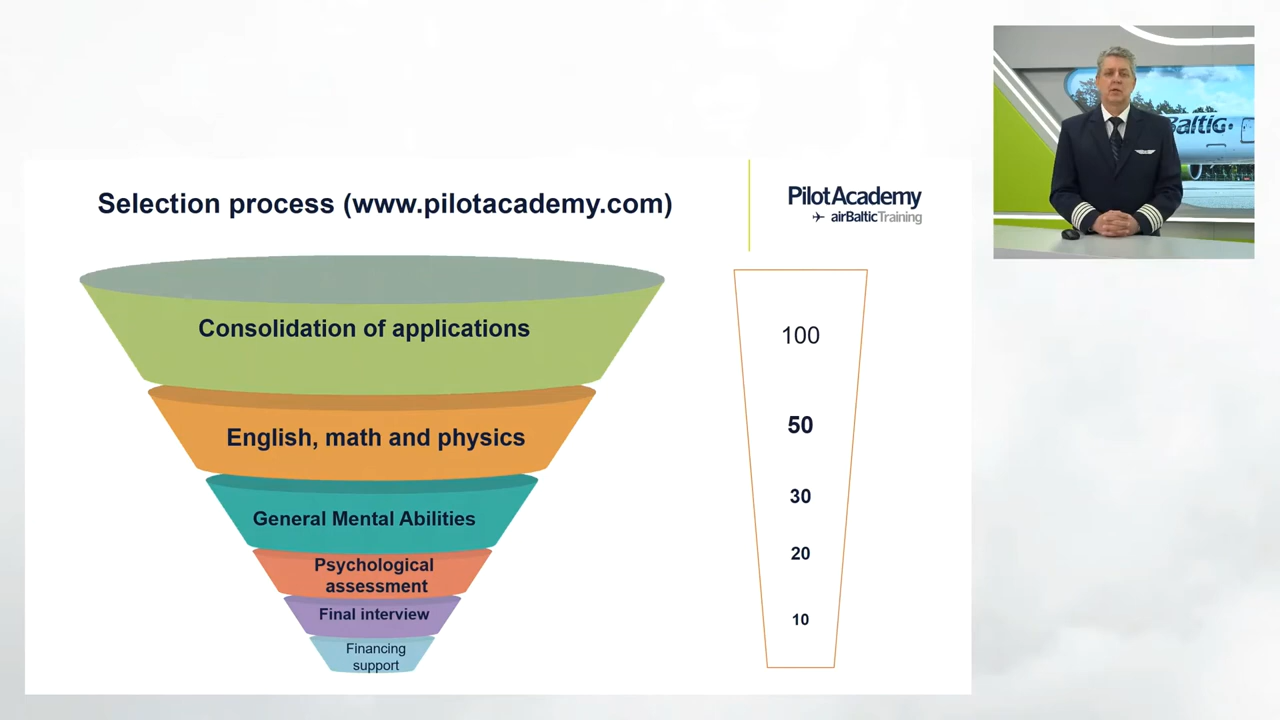 Selection process (www.pilotacademy.com)
PilotAcademy
airBalticTraining
Baltic
Consolidation of applications
100
English, math and physics
50
General Mental Abilities
30
Psychological
assessment
20
Final interview
10
Financing
support